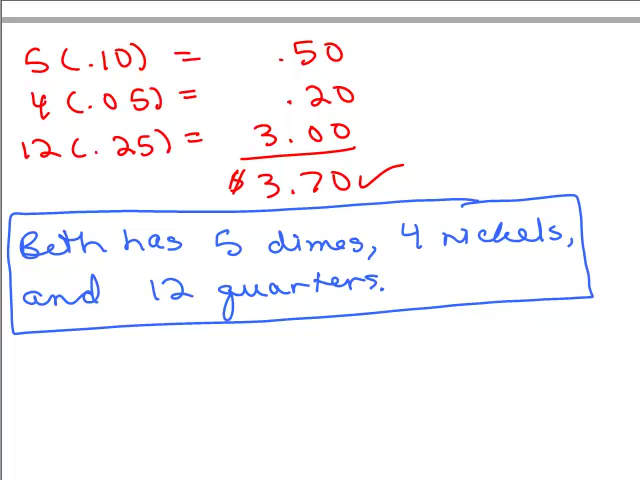 5(.10) = .50
4(.05) = .20
12(.25) = 3.00
$3.70✓
Beth has 5 dimes, 4 nickels,
and 12 quarters.